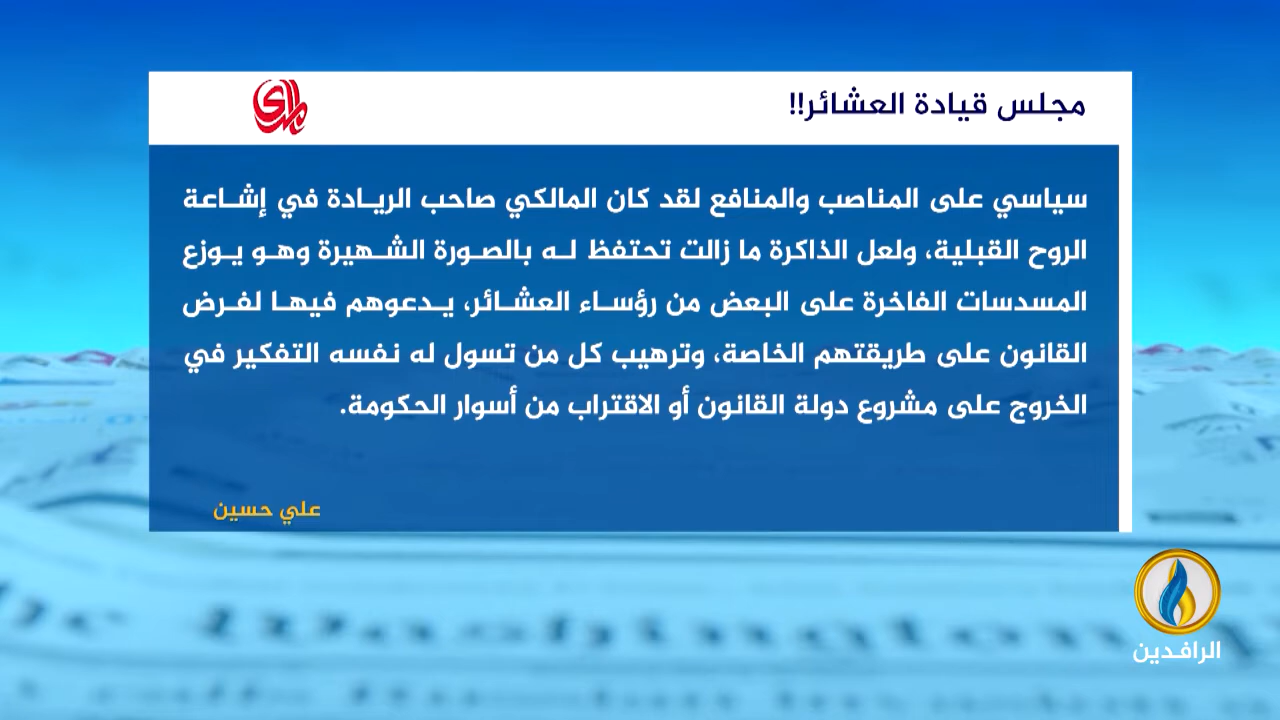 مجلس قيادة العشائر!!
المدى
سياسي على المناصب والمنافع لقد كان المالكي صاحب الريادة في إشاعة
الروح القبلية، ولعل الذاكرة ما زالت تحتفظ له بالصورة الشهيرة وهو يوزع
المسدسات الفاخرة على البعض من رؤساء العشائر، يدعوهم فيها لفرض
القانون على طريقتهم الخاصة، وترهيب كل من تسول له نفسه التفكير في
الخروج على مشروع دولة القانون أو الاقتراب من أسوار الحكومة.
علي حسين
الرافدين